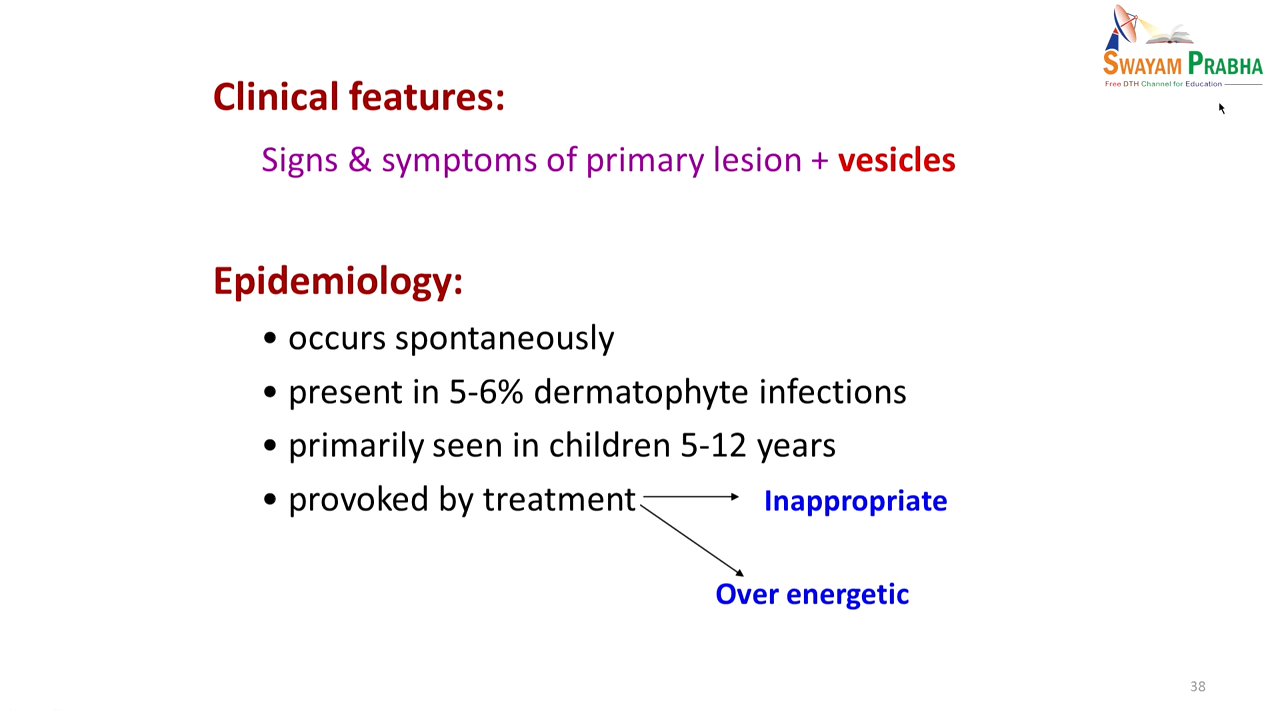 SWAYAM PRABHA
Free DTH Channel for Education
Clinical features:
Signs & symptoms of primary lesion + vesicles
Epidemiology:
• occurs spontaneously
• present in 5-6% dermatophyte infections
• primarily seen in children 5-12 years
• provoked by treatment Inappropriate
Over energetic
38